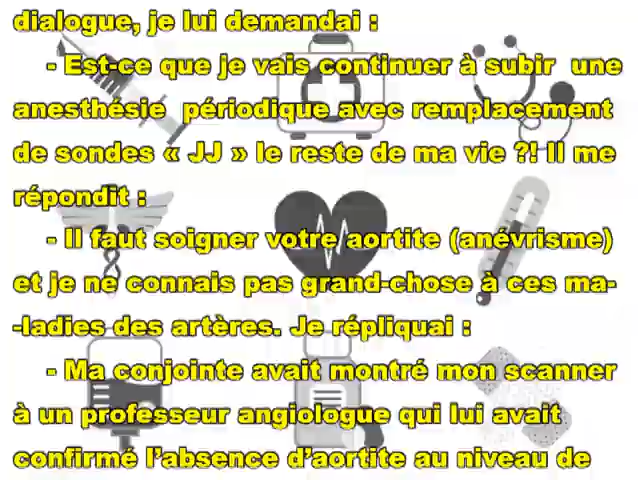 dialogue, je lui demandai :
- Est-ce que je vais continuer à subir une
anesthésie périodique avec remplacement
de sondes « JJ » le reste de ma vie ?! Il me
répondit :
- Il faut soigner votre aortite (anévrisme)
et je ne connais pas grand-chose à ces ma-
-ladies des artères. Je répliquai :
- Ma conjointe avait montré mon scanner
à un professeur angiologue qui lui avait
confirmé l’absence d’aortite au niveau de